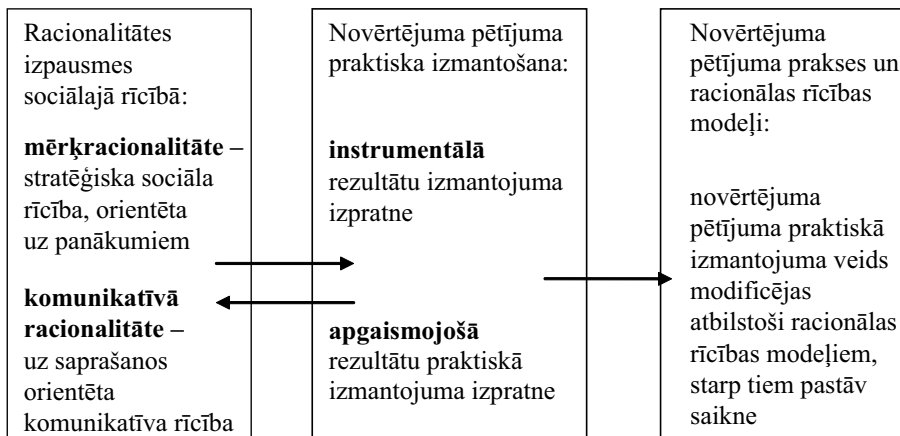 Racionalitātes
izpausmes
sociālajā rīcībā:
mērķracionalitāte –
stratēģiska sociāla
rīcība, orientēta
uz panākumiem
komunikatīvā
racionalitāte –
uz saprašanos
orientēta
komunikatīva rīcība
Novērtējuma pētījuma
praktiska izmantošana:
instrumentālā
rezultātu izmantojuma
izpratne
apgaismojošā
rezultātu praktiskā
izmantojuma izpratne
Novērtējuma
pētījuma prakses un
racionālas rīcības
modeļi:
novērtējuma
pētījuma praktiskā
izmantojuma veids
modificējas
atbilstoši racionālas
rīcības modeļiem,
starp tiem pastāv
saikne